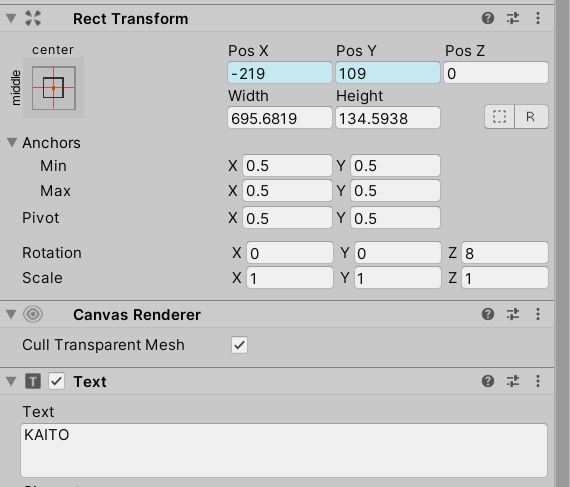 Rect Transform
center
middle
Pos X Pos Y Pos Z
-219 109 0
Width Height
695.6819 134.5938
R
Anchors
Min X 0.5 Y 0.5
Max X 0.5 Y 0.5
Pivot X 0.5 Y 0.5
Rotation X 0 Y 0 Z 8
Scale X 1 Y 1 Z 1
Canvas Renderer
Cull Transparent Mesh
T Text
Text
KAITO